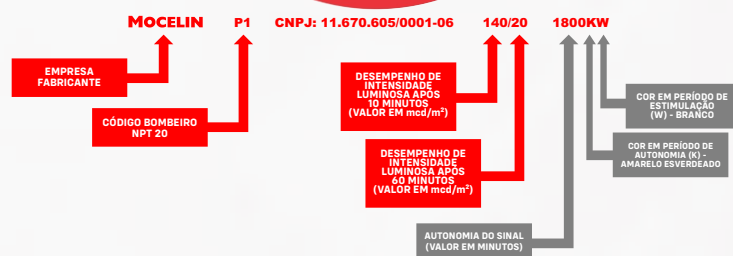 MOCELIN P1 CNPJ: 11.670.605/0001-06 140/20 1800KW
EMPRESA
FABRICANTE
CÓDIGO BOMBEIRO
NPT 20
DESEMPENHO DE
INTENSIDADE
LUMINOSA APÓS
10 MINUTOS
(VALOR EM mcd/m²)
DESEMPENHO DE
INTENSIDADE
LUMINOSA APÓS
60 MINUTOS
(VALOR EM mcd/m²)
AUTONOMIA DO SINAL
(VALOR EM MINUTOS)
COR EM PERÍODO DE
ESTIMULAÇÃO
(W) - BRANCO
COR EM PERÍODO DE
AUTONOMIA (K) -
AMARELO ESVERDEADO